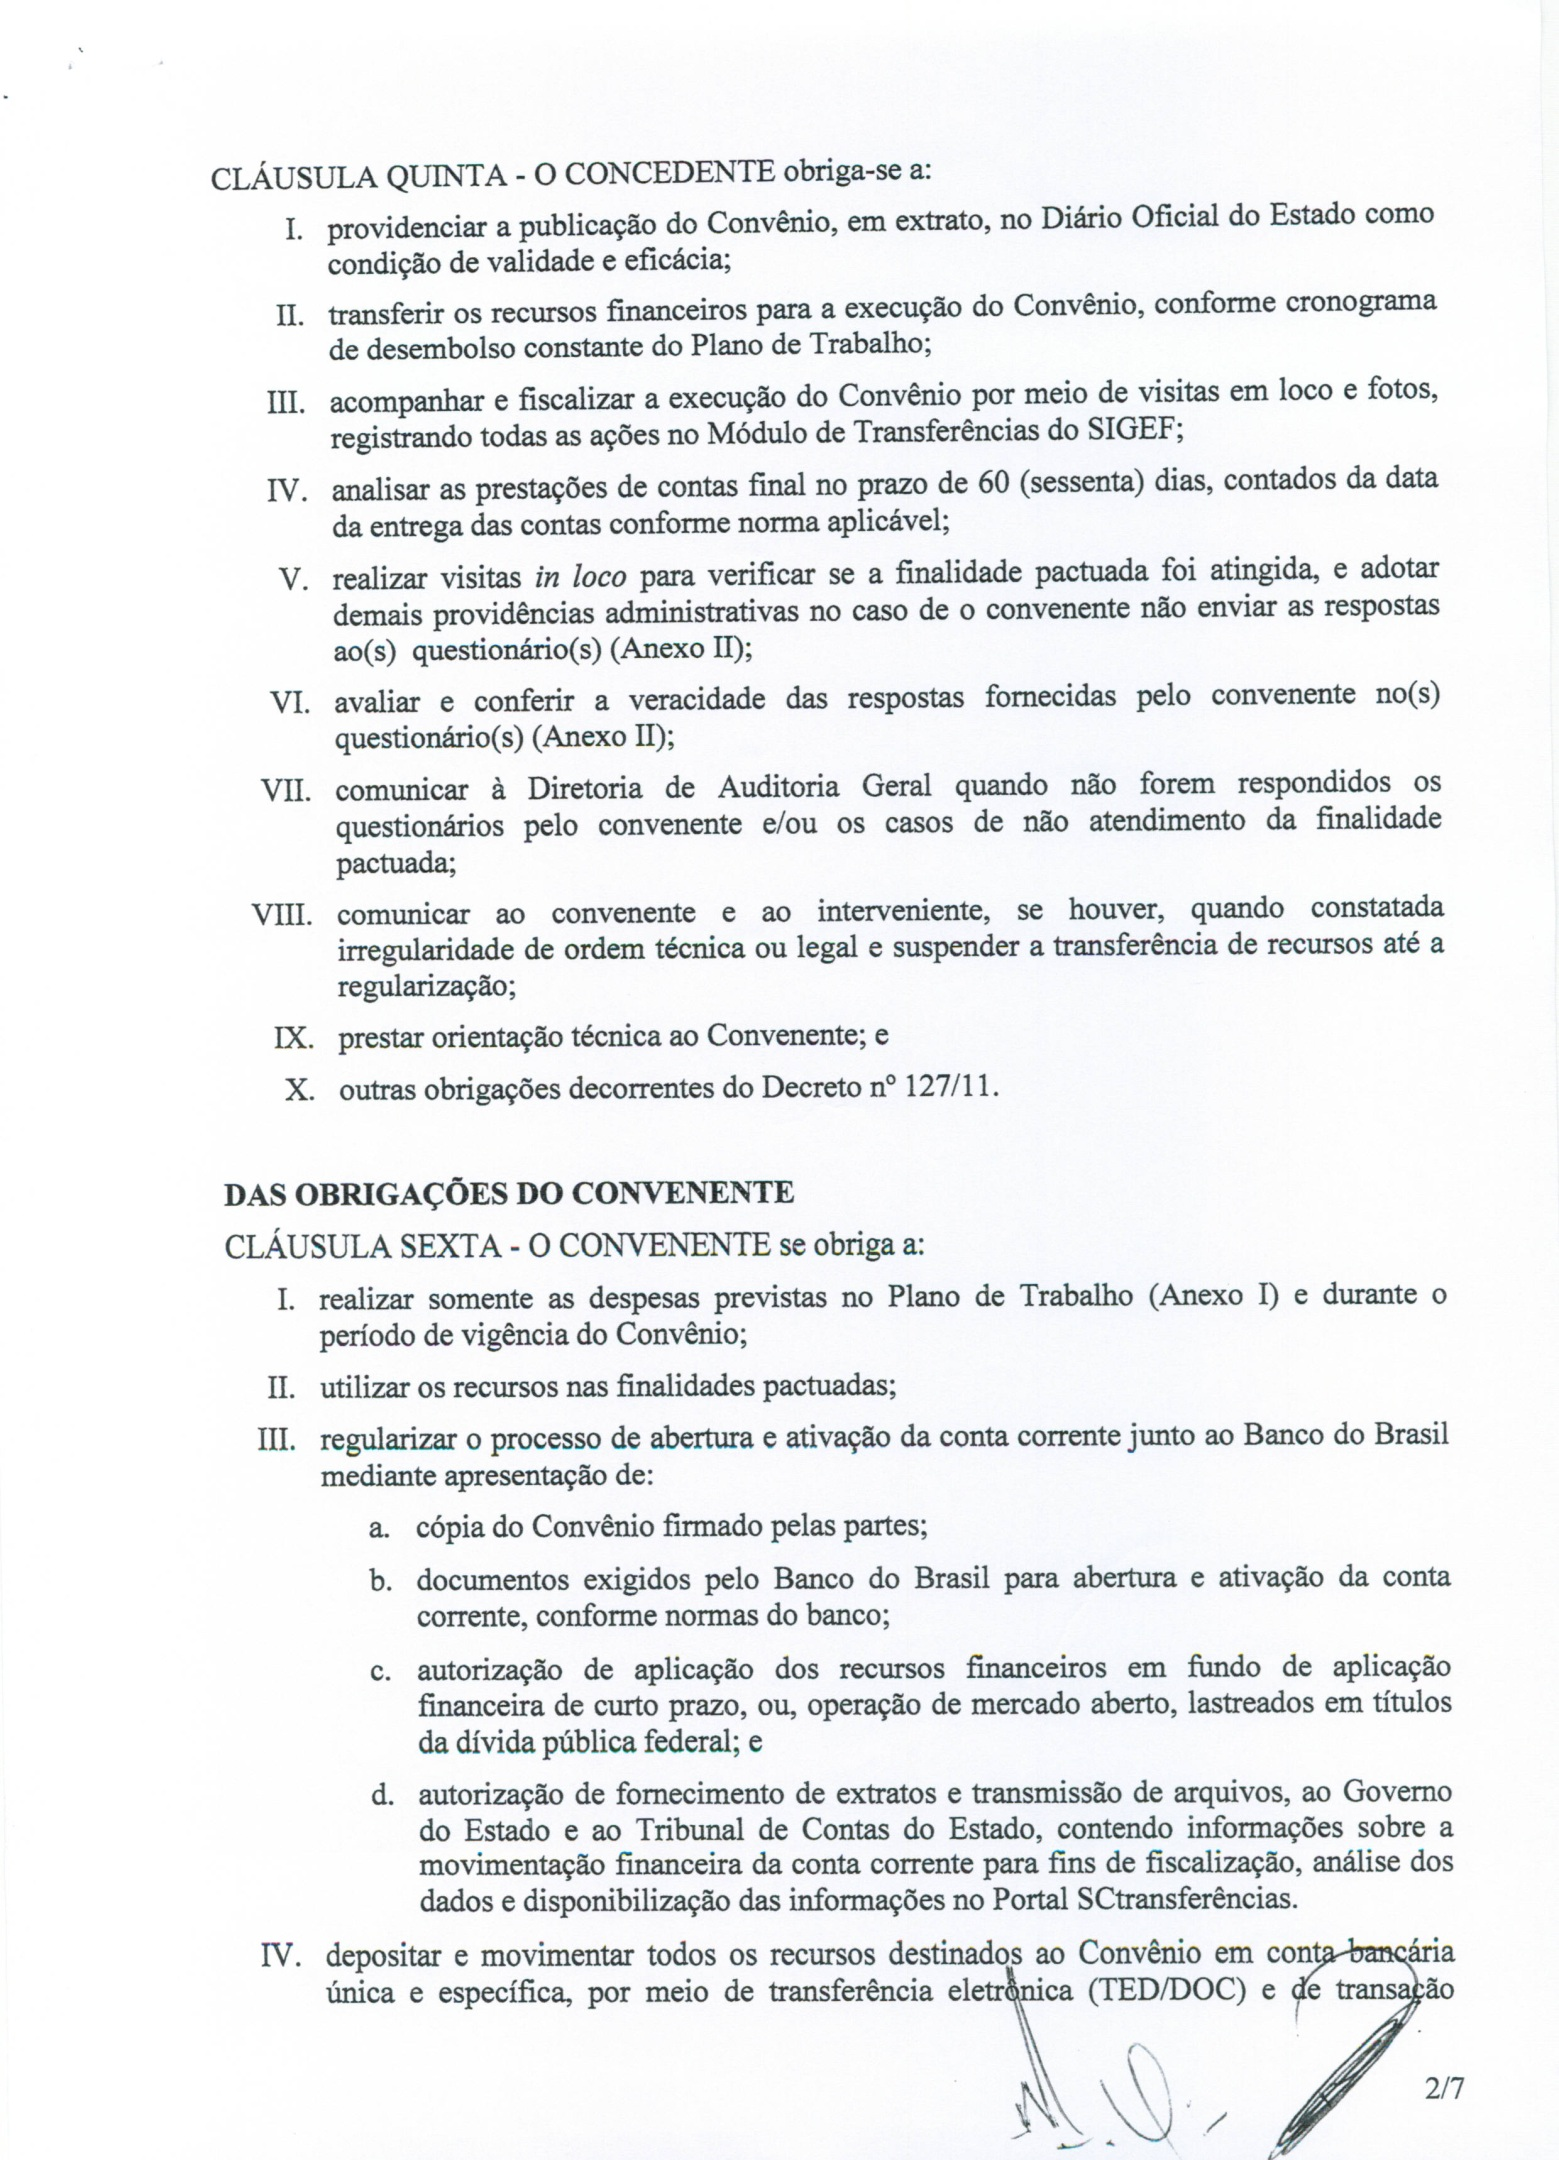 CLÁUSULA QUINTA - O CONCEDENTE obriga-se a:
I. providenciar a publicação do Convênio, em extrato, no Diário Oficial do Estado como
condição de validade e eficácia;
II. transferir os recursos financeiros para a execução do Convênio, conforme cronograma
de desembolso constante do Plano de Trabalho;
III. acompanhar e fiscalizar a execução do Convênio por meio de visitas em loco e fotos,
registrando todas as ações no Módulo de Transferências do SIGEF;
IV. analisar as prestações de contas final no prazo de 60 (sessenta) dias, contados da data
da entrega das contas conforme norma aplicável;
V. realizar visitas in loco para verificar se a finalidade pactuada foi atingida, e adotar
demais providências administrativas no caso de o convenente não enviar as respostas
ao(s) questionário(s) (Anexo II);
VI. avaliar e conferir a veracidade das respostas fornecidas pelo convenente no(s)
questionário(s) (Anexo II);
VII. comunicar à Diretoria de Auditoria Geral quando não forem respondidos os
questionários pelo convenente e/ou os casos de não atendimento da finalidade
pactuada;
VIII. comunicar ao convenente e ao interveniente, se houver, quando constatada
irregularidade de ordem técnica ou legal e suspender a transferência de recursos até a
regularização;
IX. prestar orientação técnica ao Convenente; e
X. outras obrigações decorrentes do Decreto nº 127/11.
DAS OBRIGAÇÕES DO CONVENENTE
CLÁUSULA SEXTA - O CONVENENTE se obriga a:
I. realizar somente as despesas previstas no Plano de Trabalho (Anexo I) e durante o
período de vigência do Convênio;
II. utilizar os recursos nas finalidades pactuadas;
III. regularizar o processo de abertura e ativação da conta corrente junto ao Banco do Brasil
mediante apresentação de:
a. cópia do Convênio firmado pelas partes;
b. documentos exigidos pelo Banco do Brasil para abertura e ativação da conta
corrente, conforme normas do banco;
c. autorização de aplicação dos recursos financeiros em fundo de aplicação
financeira de curto prazo, ou, operação de mercado aberto, lastreados em títulos
da dívida pública federal; e
d. autorização de fornecimento de extratos e transmissão de arquivos, ao Governo
do Estado e ao Tribunal de Contas do Estado, contendo informações sobre a
movimentação financeira da conta corrente para fins de fiscalização, análise dos
dados e disponibilização das informações no Portal SCtransferências.
IV. depositar e movimentar todos os recursos destinados ao Convênio em conta bancária
única e específica, por meio de transferência eletrônica (TED/DOC) e de transação
2/7